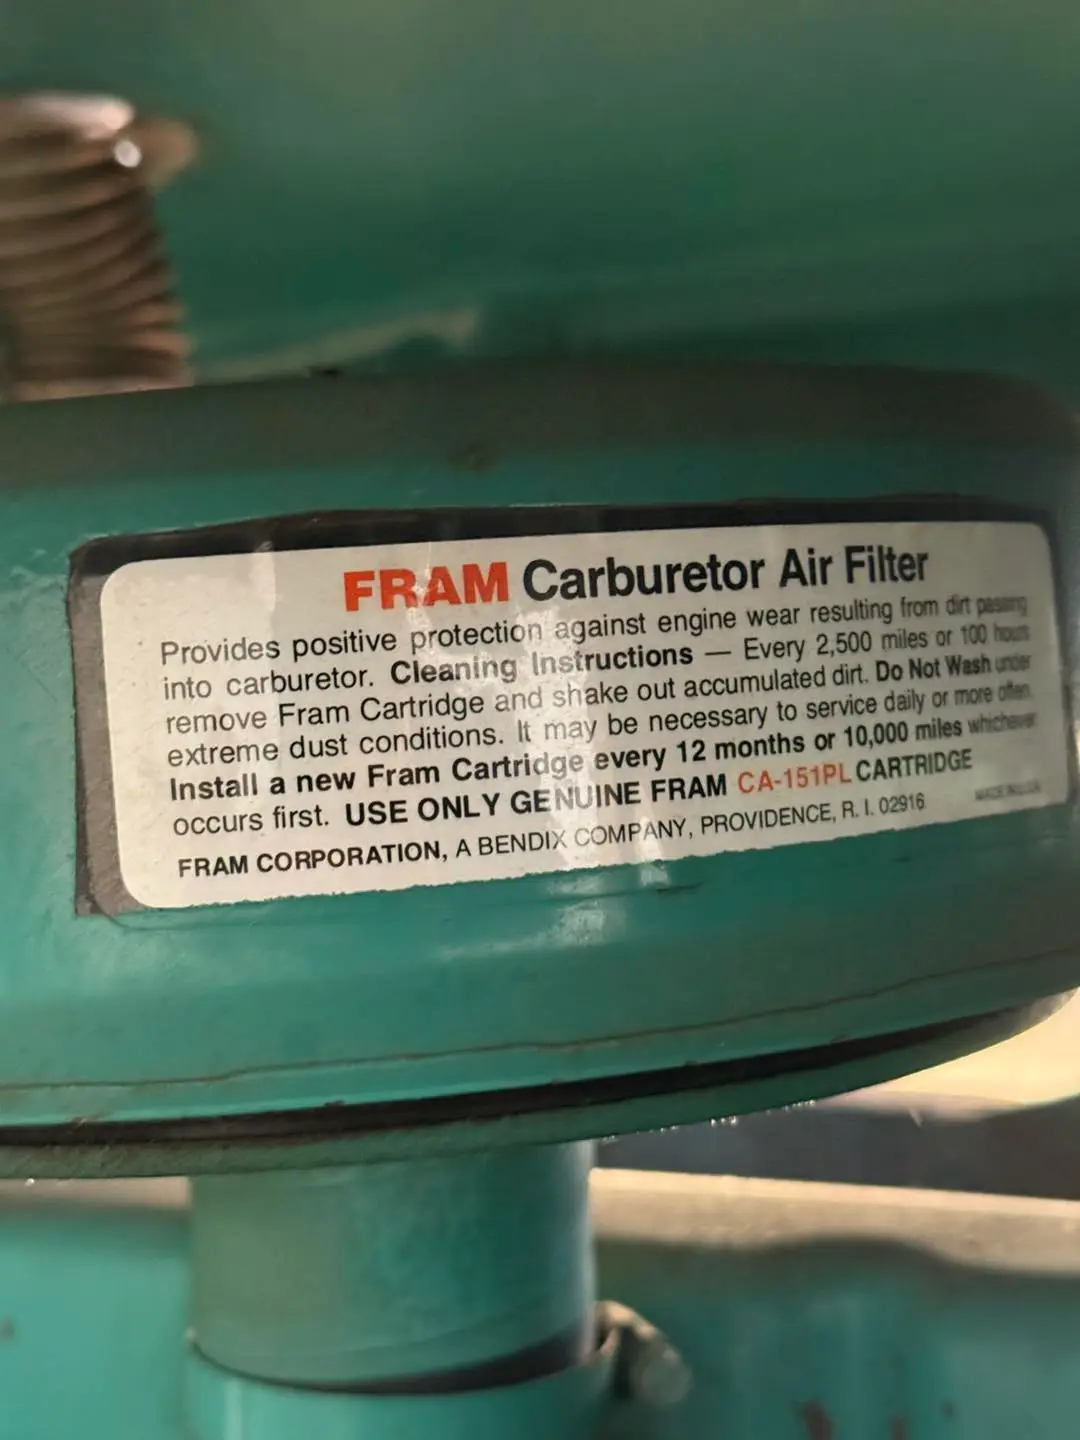 FRAM Carburetor Air Filter
Provides positive protection against engine wear resulting from dirt passing
into carburetor. Cleaning Instructions — Every 2,500 miles or 100 hours
remove Fram Cartridge and shake out accumulated dirt. Do Not Wash under
extreme dust conditions. It may be necessary to service daily or more often.
Install a new Fram Cartridge every 12 months or 10,000 miles whichever
occurs first. USE ONLY GENUINE FRAM CA-151PL CARTRIDGE
FRAM CORPORATION, A BENDIX COMPANY, PROVIDENCE, R. I. 02916
MADE IN U.S.A.